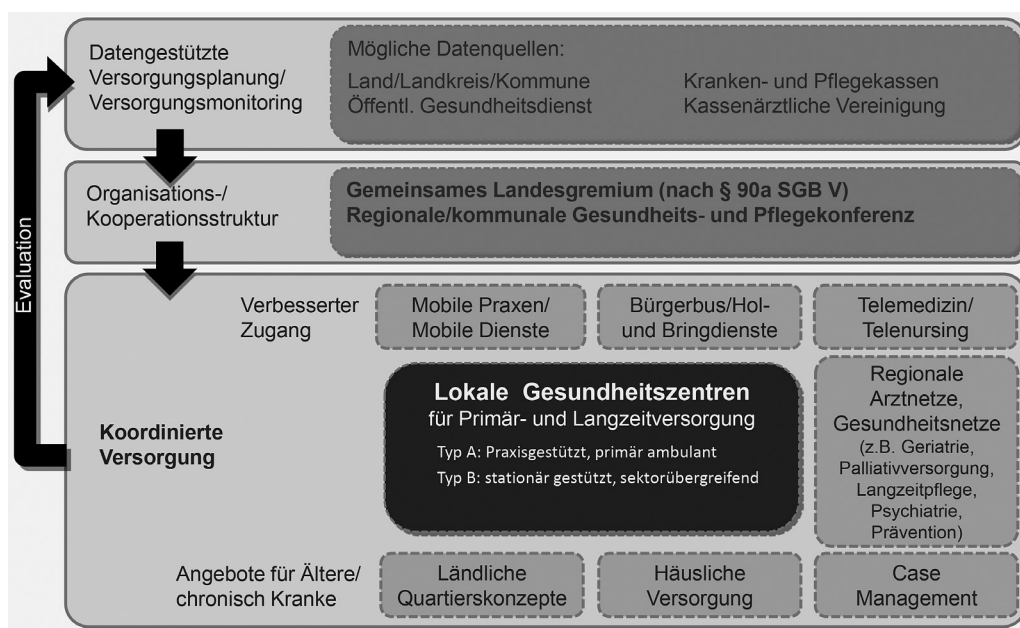 Datengestützte
Versorgungsplanung/
Versorgungsmonitoring
Mögliche Datenquellen:
Land/Landkreis/Kommune
Öffentl. Gesundheitsdienst
Kranken- und Pflegekassen
Kassenärztliche Vereinigung
Organisations-/
Kooperationsstruktur
Gemeinsames Landesgremium (nach § 90a SGB V)
Regionale/kommunale Gesundheits- und Pflegekonferenz
Evaluation
Verbesserter
Zugang
Mobile Praxen/
Mobile Dienste
Bürgerbus/Hol-
und Bringdienste
Telemedizin/
Telenursing
Koordinierte
Versorgung
Lokale Gesundheitszentren
für Primär- und Langzeitversorgung
Typ A: Praxisgestützt, primär ambulant
Typ B: stationär gestützt, sektorübergreifend
Regionale
Arztnetze,
Gesundheitsnetze
(z.B. Geriatrie,
Palliativversorgung,
Langzeitpflege,
Psychiatrie,
Prävention)
Angebote für Ältere/
chronisch Kranke
Ländliche
Quartierskonzepte
Häusliche
Versorgung
Case
Management